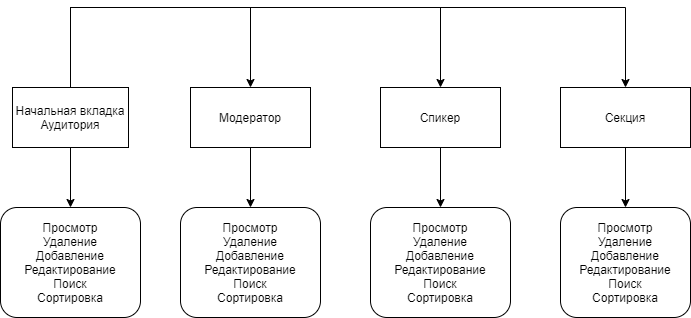 Начальная вкладка
Аудитория
Модератор
Спикер
Секция
Просмотр
Удаление
Добавление
Редактирование
Поиск
Сортировка
Просмотр
Удаление
Добавление
Редактирование
Поиск
Сортировка
Просмотр
Удаление
Добавление
Редактирование
Поиск
Сортировка
Просмотр
Удаление
Добавление
Редактирование
Поиск
Сортировка